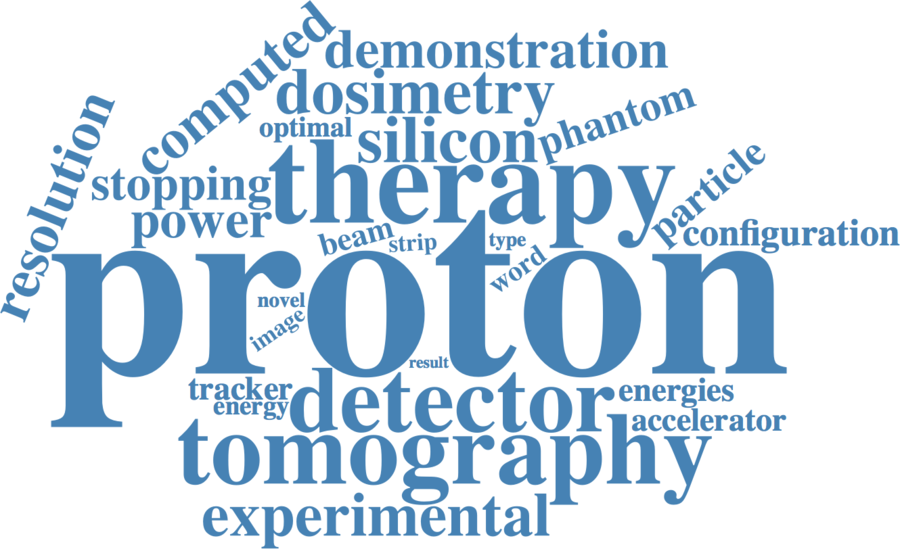 computed
demonstration
dosimetry
optimal
silicon
phantom
resolution
stopping
therapy
particle
power
beam
strip
type
configuration
word
proton
novel
image
result
tracker
detector
energies
energy
accelerator
tomography
experimental